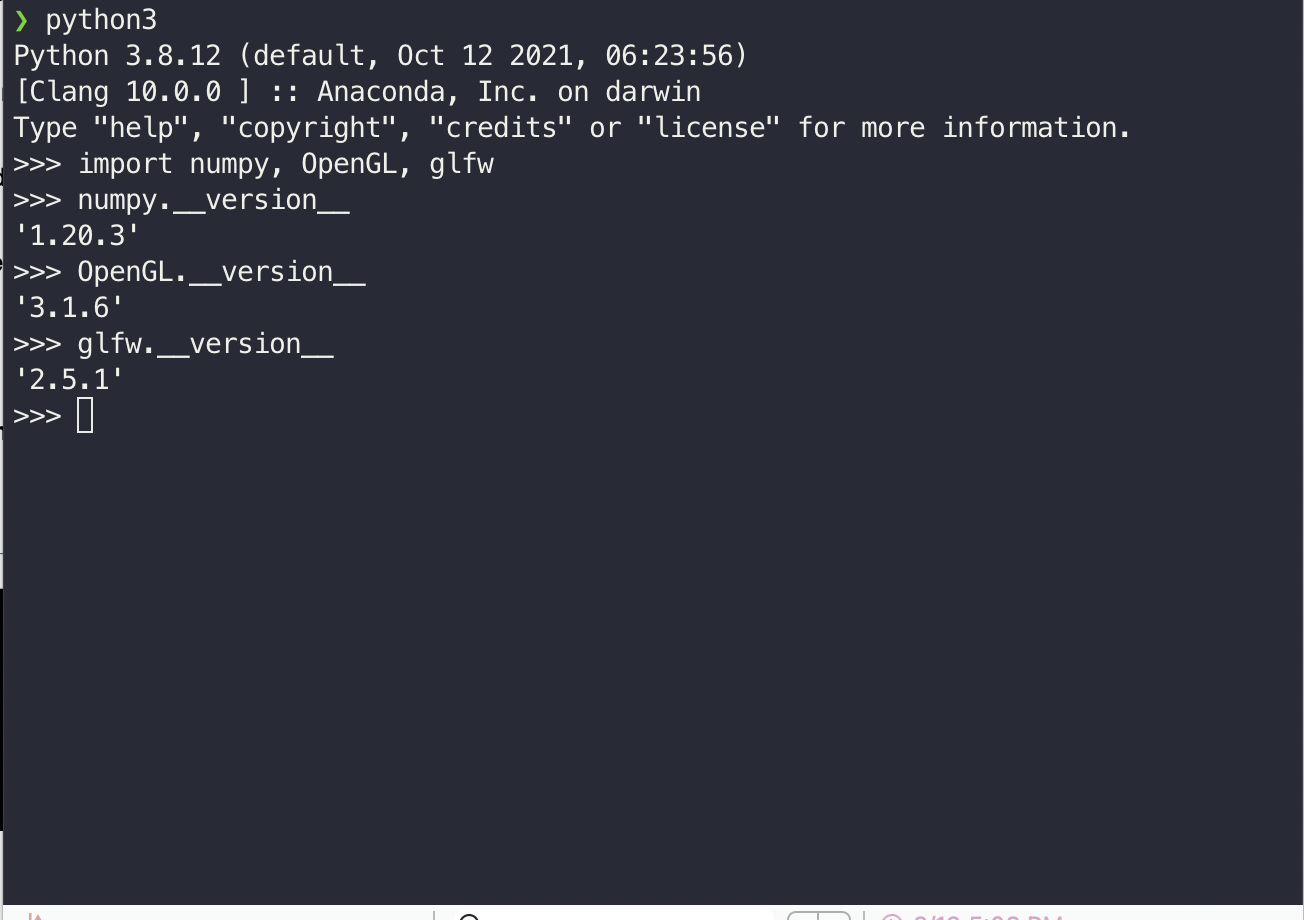 ❯ python3
Python 3.8.12 (default, Oct 12 2021, 06:23:56)
[Clang 10.0.0 ] :: Anaconda, Inc. on darwin
Type "help", "copyright", "credits" or "license" for more information.
>>> import numpy, OpenGL, glfw
>>> numpy.__version__
'1.20.3'
>>> OpenGL.__version__
'3.1.6'
>>> glfw.__version__
'2.5.1'
>>>